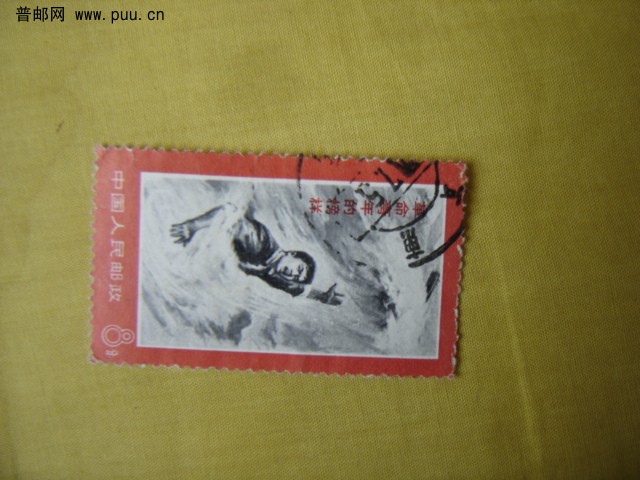 普邮网 www.puu.cn
革命青年的榜样
中国人民邮政
8分